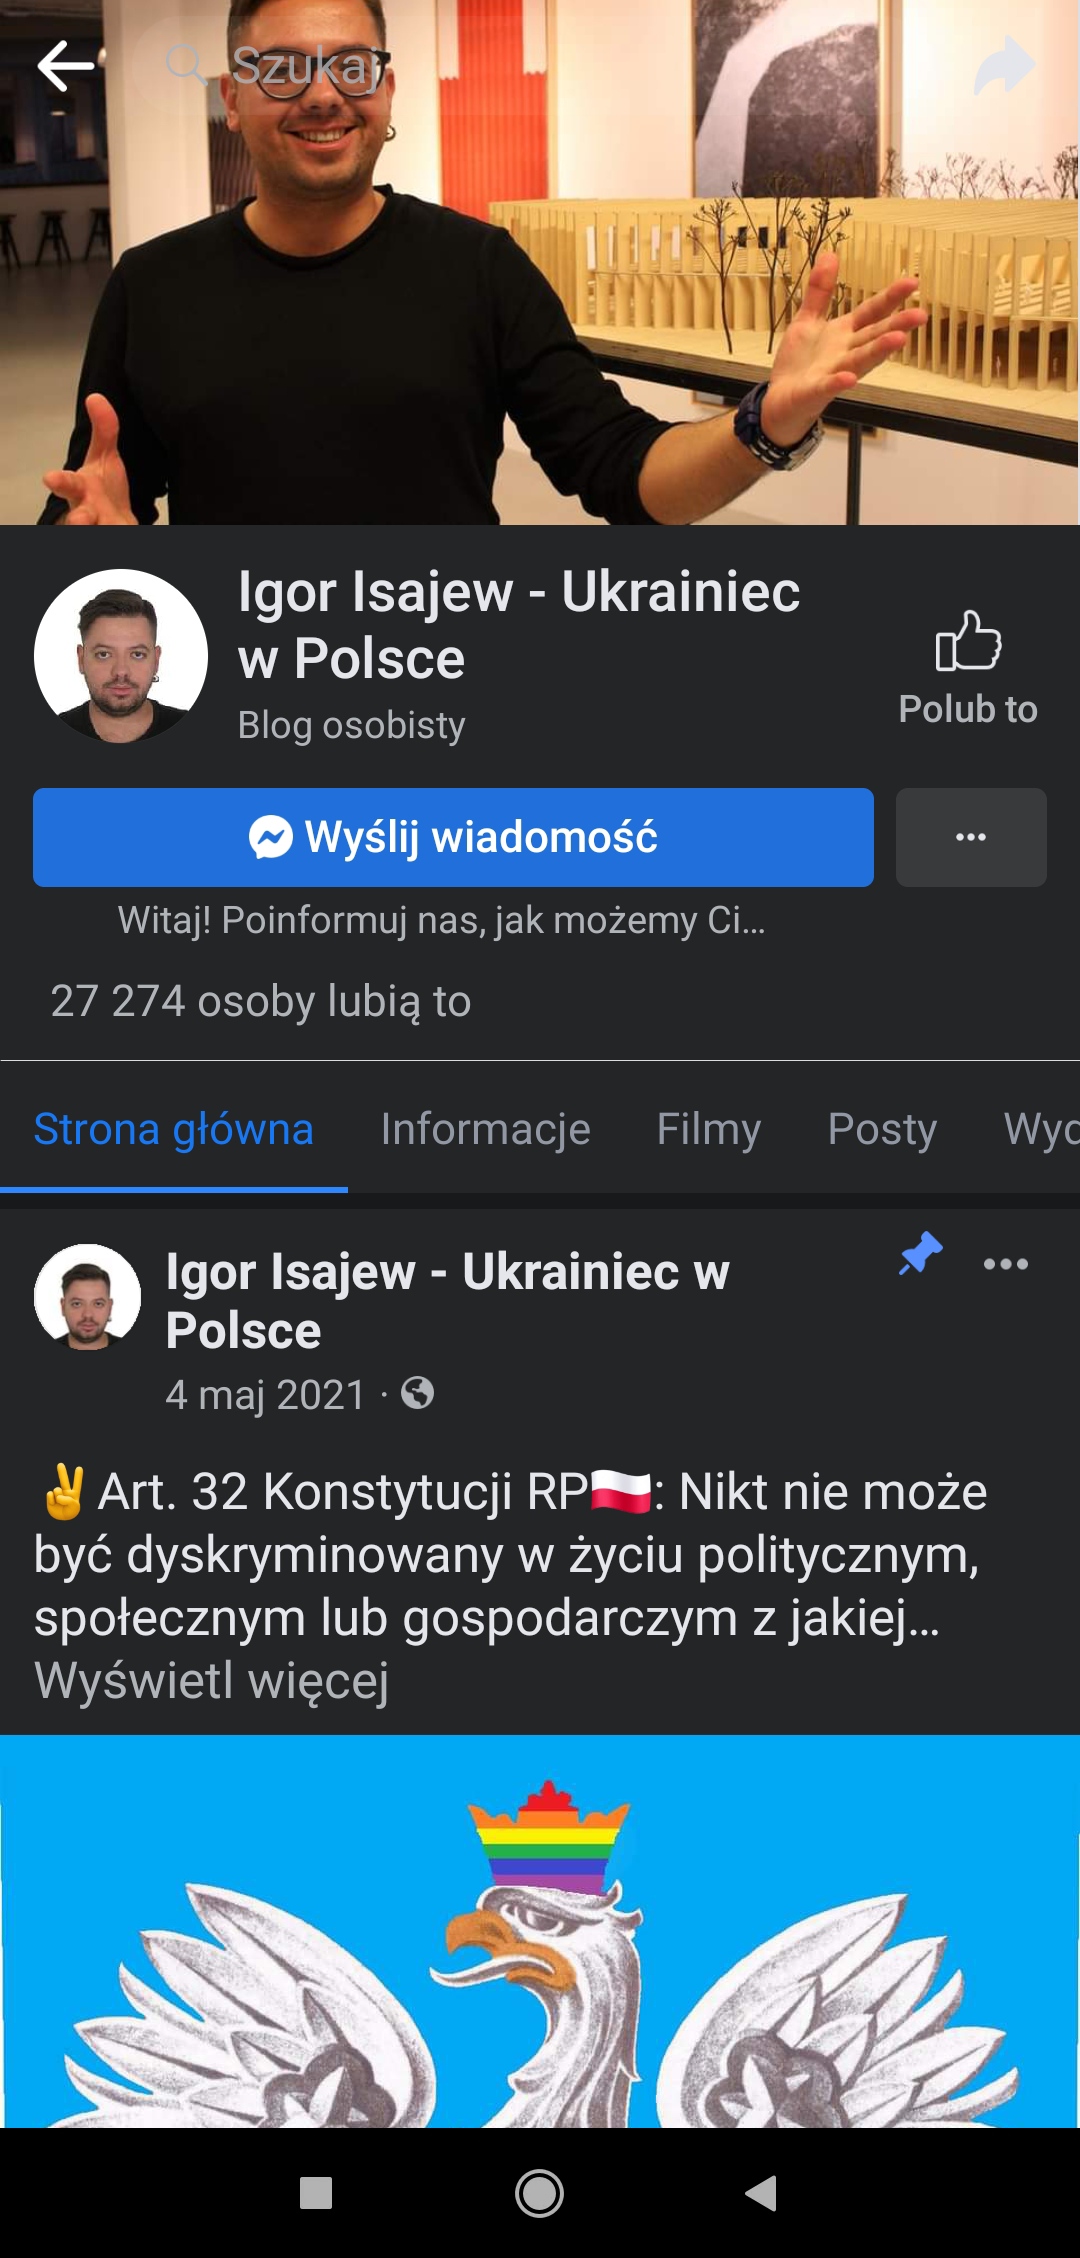 Szukaj
Igor Isajew - Ukrainiec
w Polsce
Blog osobisty
Polub to
Wyślij wiadomość
Witaj! Poinformuj nas, jak możemy Ci...
27 274 osoby lubią to
Strona główna Informacje Filmy Posty Wyd
Igor Isajew - Ukrainiec w
Polsce
4 maj 2021 ·
✌️Art. 32 Konstytucji RP🇵🇱: Nikt nie może
być dyskryminowany w życiu politycznym,
społecznym lub gospodarczym z jakiej...
Wyświetl więcej